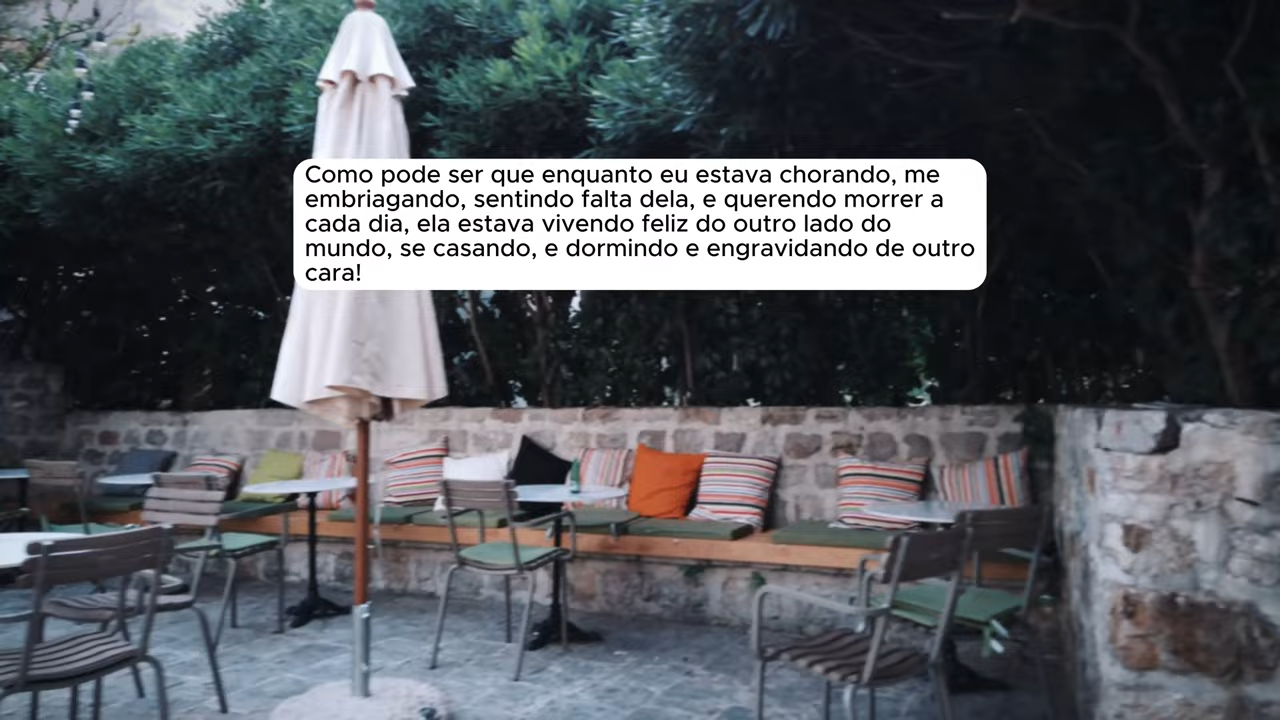 Como pode ser que enquanto eu estava chorando, me
embriagando, sentindo falta dela, e querendo morrer a
cada dia, ela estava vivendo feliz do outro lado do
mundo, se casando, e dormindo e engravidando de outro
cara!